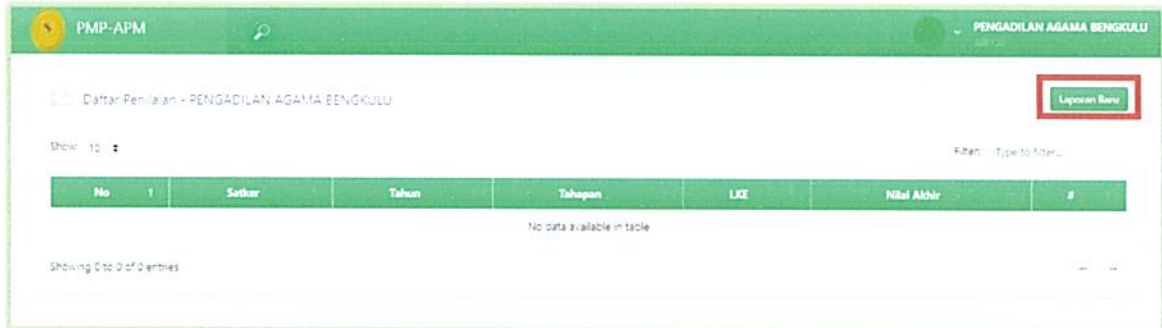 PMP-APM
PENGADILAN AGAMA BENGKULU
Daftar Penilaian - PENGADILAN AGAMA BENGKULU
Laporan Baru
Show 10
Filter: Type to filter...
No Satker Tahun Tahapan LKE Nilai Akhir #
No data available in table
Showing 0 to 0 of 0 entries
← →